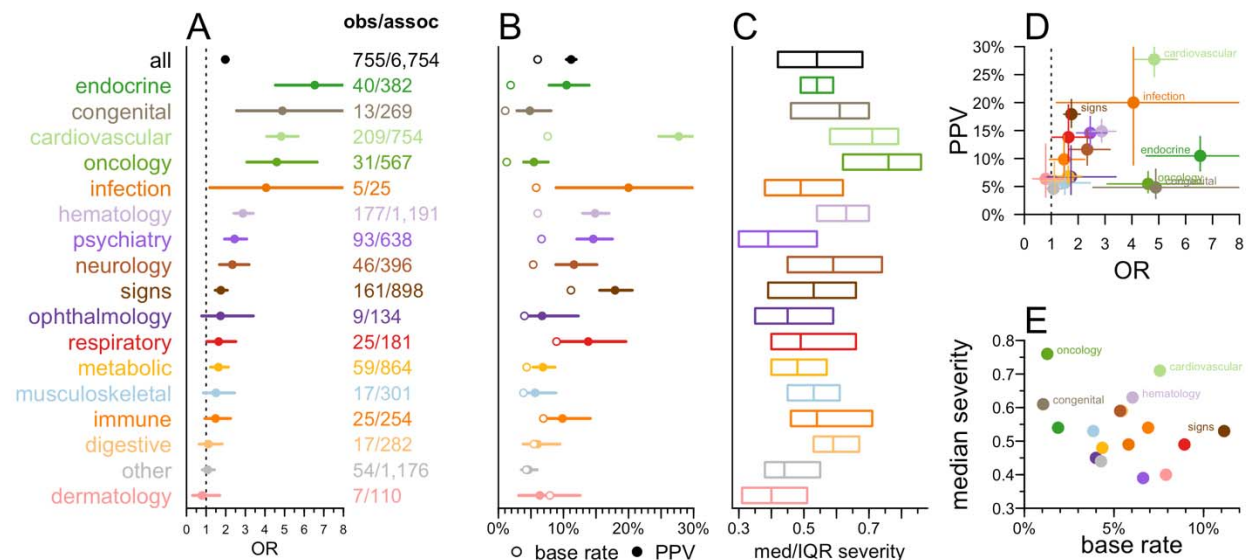 A
obs/assoc
B
C
D
all
755/6,754
endocrine
40/382
congenital
13/269
cardiovascular
209/754
oncology
31/567
infection
5/25
hematology
177/1,191
psychiatry
93/638
neurology
46/396
signs
161/898
ophthalmology
9/134
respiratory
25/181
metabolic
59/864
musculoskeletal
17/301
immune
25/254
digestive
17/282
other
54/1,176
dermatology
7/110
0 1 2 4 6 8
OR
0% 10% 20% 30%
base rate PPV
0.3 0.5 0.7
med/IQR severity
30%
25%
20%
15%
10%
5%
0%
PPV
cardiovascular
infection
signs
endocrine
oncology
congenital
0 1 2 3 4 5 6 7 8
OR
E
0.8
0.7
0.6
0.5
0.4
0.3
median severity
oncology
cardiovascular
congenital
hematology
signs
0% 5% 10%
base rate